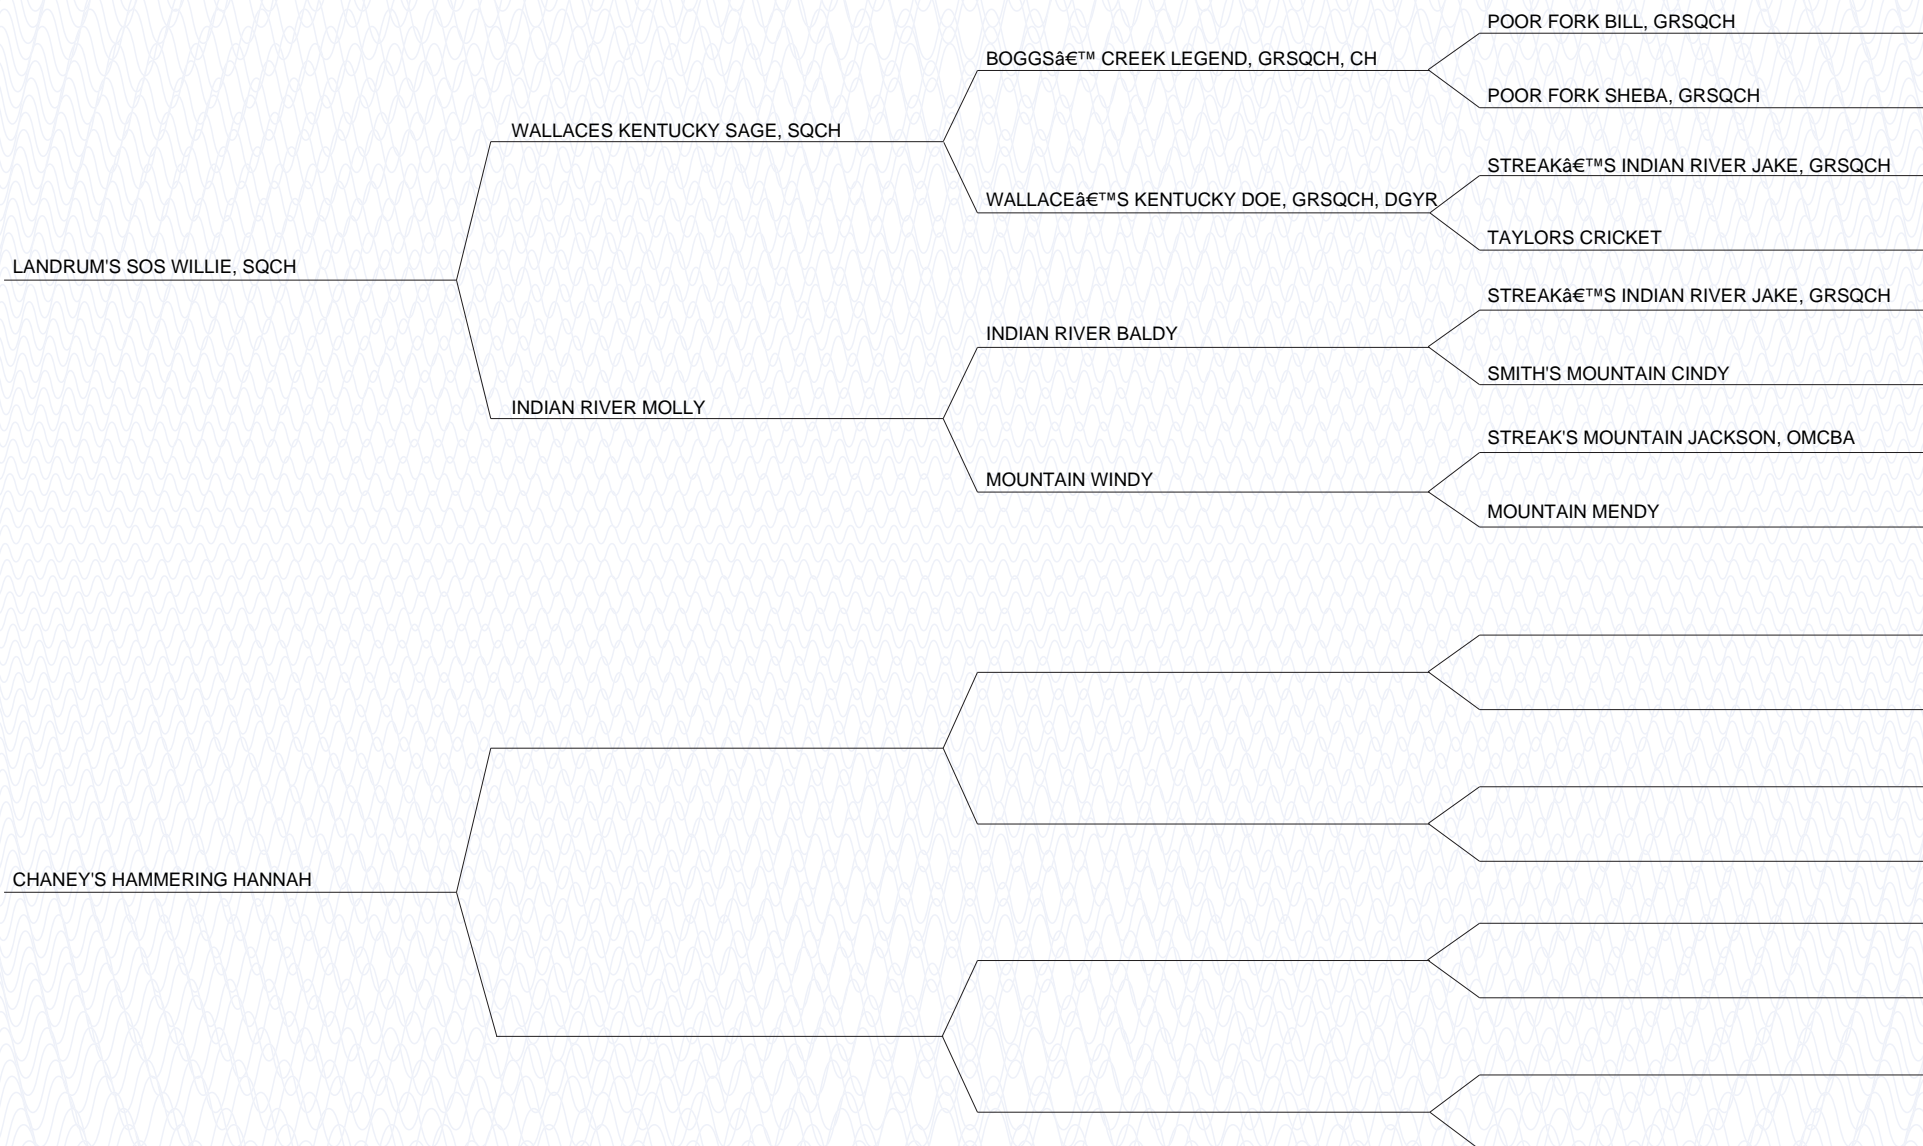 POOR FORK BILL, GRSQCH
BOGGSâ€™ CREEK LEGEND, GRSQCH, CH
POOR FORK SHEBA, GRSQCH
WALLACES KENTUCKY SAGE, SQCH
STREAKâ€™S INDIAN RIVER JAKE, GRSQCH
WALLACEâ€™S KENTUCKY DOE, GRSQCH, DGYR
TAYLORS CRICKET
LANDRUM'S SOS WILLIE, SQCH
STREAKâ€™S INDIAN RIVER JAKE, GRSQCH
INDIAN RIVER BALDY
SMITH'S MOUNTAIN CINDY
INDIAN RIVER MOLLY
STREAK'S MOUNTAIN JACKSON, OMCBA
MOUNTAIN WINDY
MOUNTAIN MENDY
CHANEY'S HAMMERING HANNAH